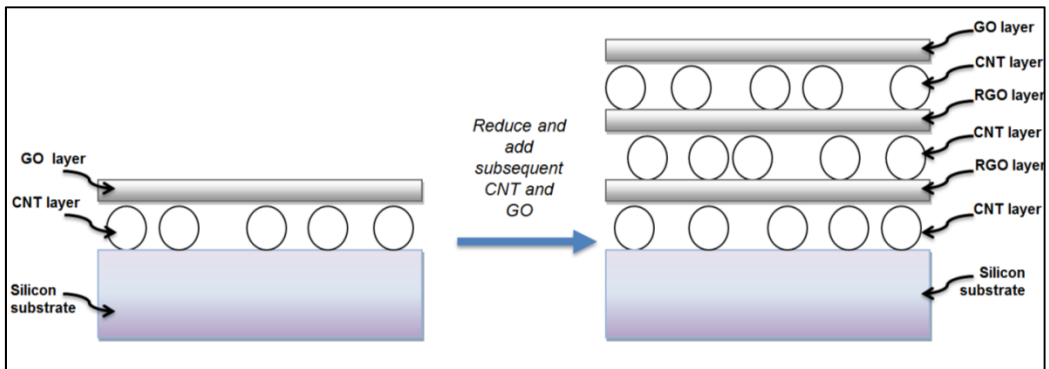 GO layer
CNT layer
Silicon
substrate
Reduce and
add
subsequent
CNT and
GO
GO layer
CNT layer
RGO layer
CNT layer
RGO layer
CNT layer
Silicon
substrate